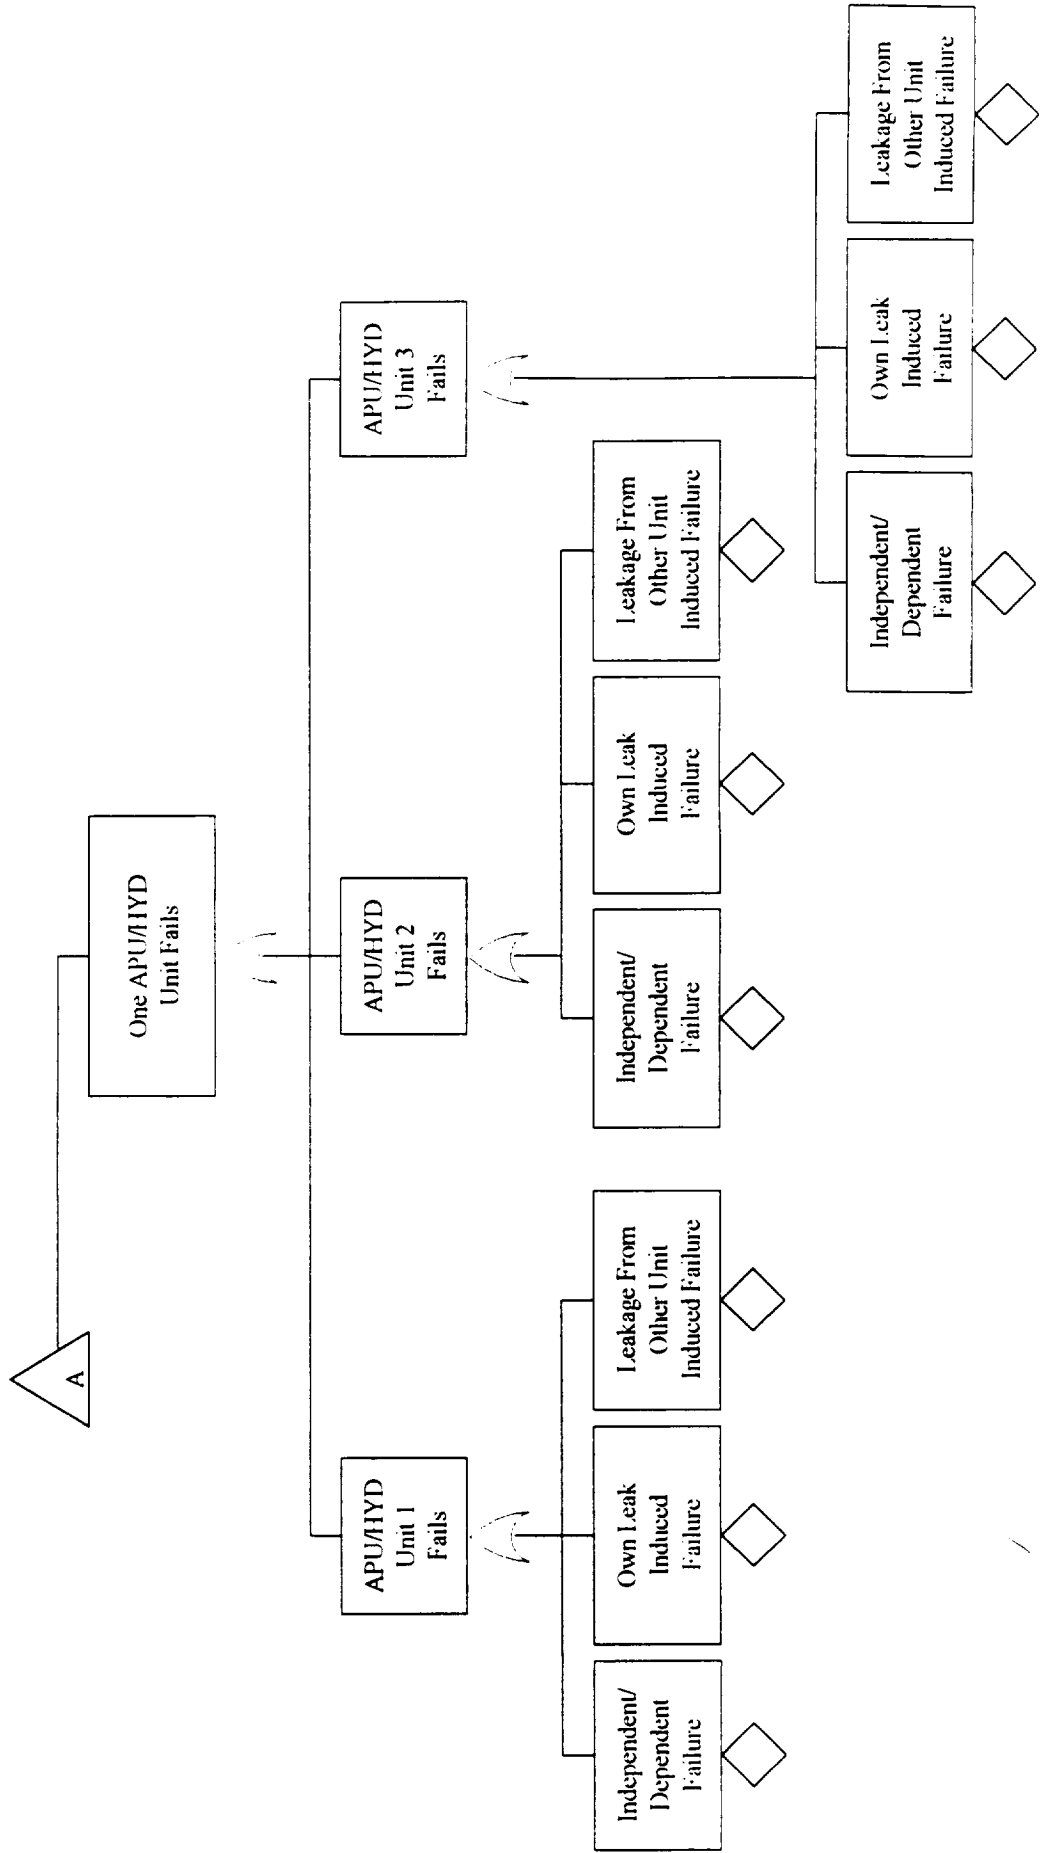 A
One APU/HYD
Unit Fails
APU/HYD
Unit 1
Fails
APU/HYD
Unit 2
Fails
APU/HYD
Unit 3
Fails
Independent/
Dependent
Failure
Own Leak
Induced
Failure
Leakage From
Other Unit
Induced Failure
Independent/
Dependent
Failure
Own Leak
Induced
Failure
Leakage From
Other Unit
Induced Failure
Independent/
Dependent
Failure
Own Leak
Induced
Failure
Leakage From
Other Unit
Induced Failure